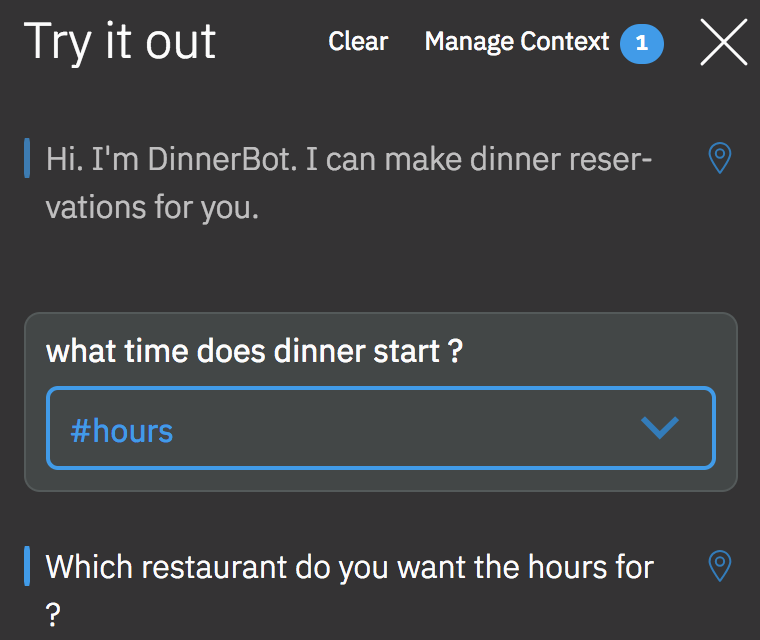 Try it out Clear Manage Context 1
Hi. I'm DinnerBot. I can make dinner reser-
vations for you.
what time does dinner start ?
#hours
Which restaurant do you want the hours for
?